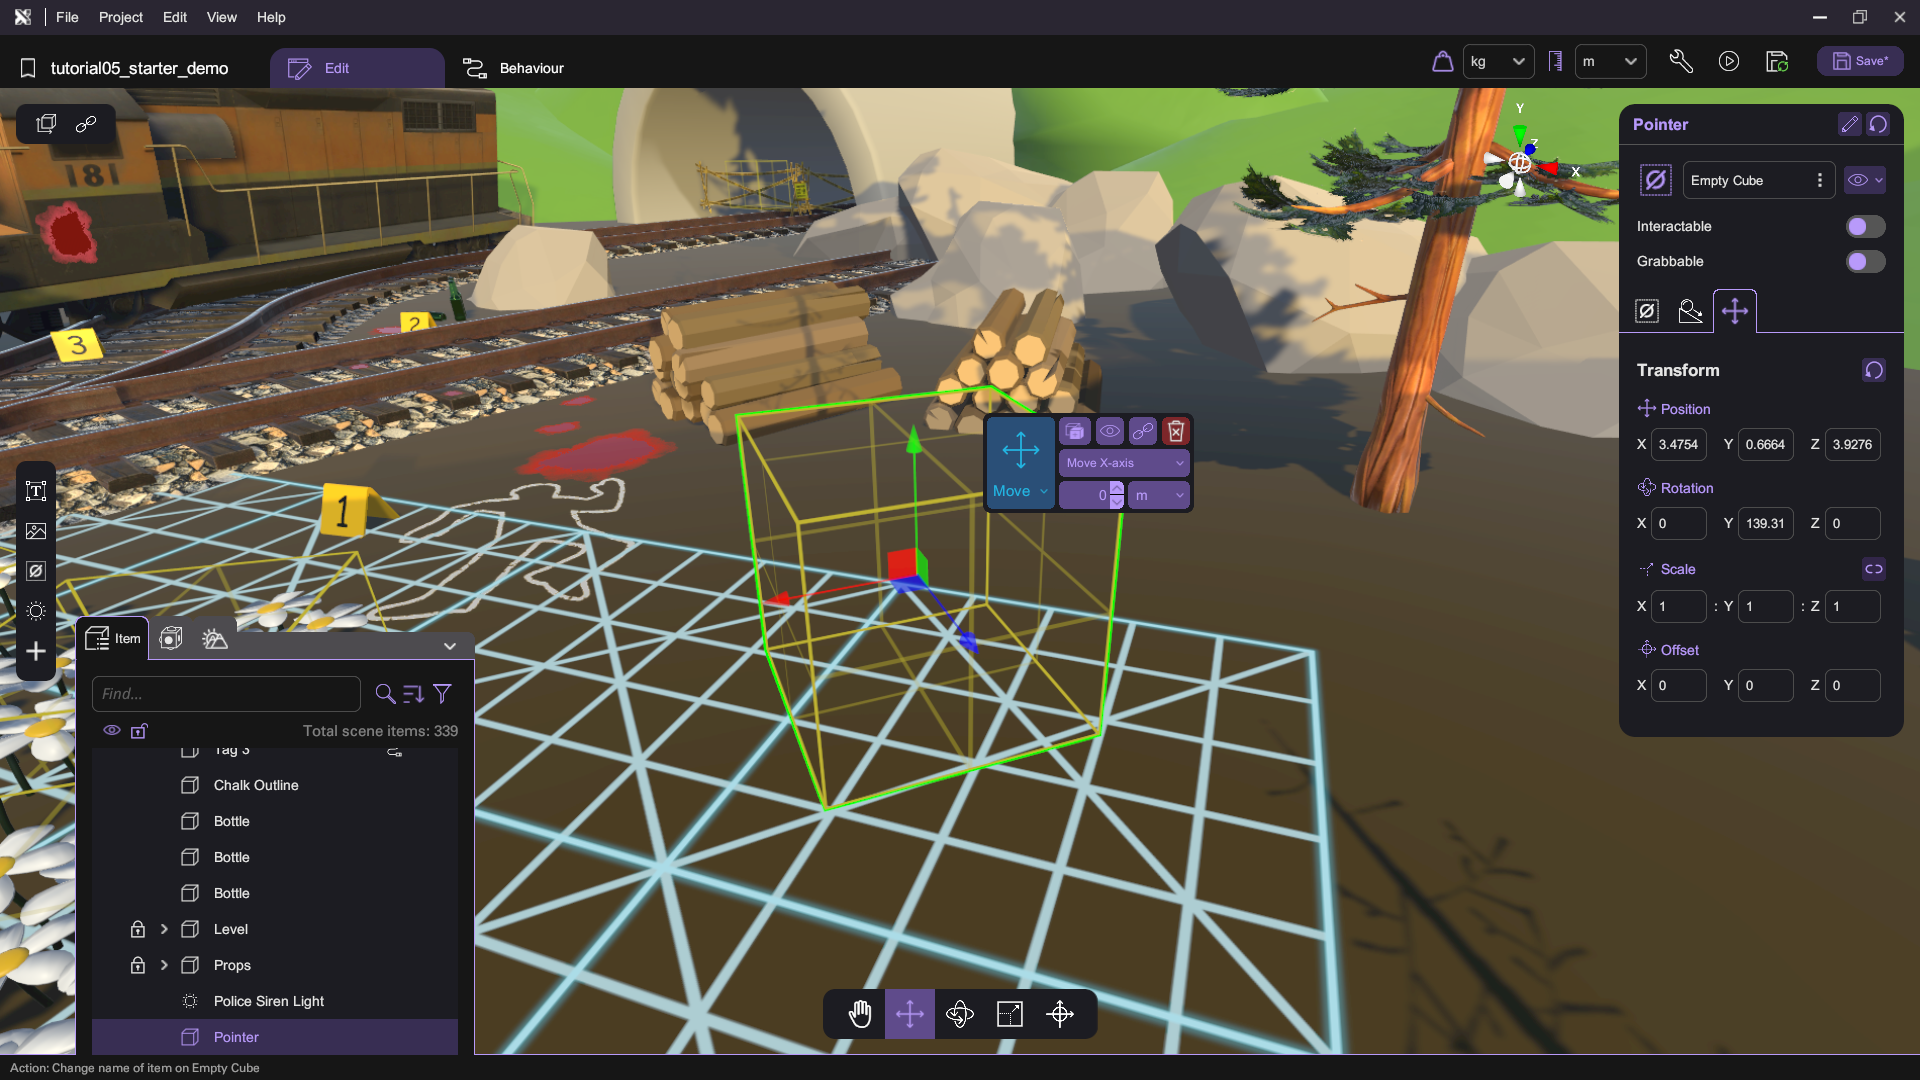 File Project Edit View Help
tutorial05_starter_demo Edit Behaviour kg m Save*
181
Y
Z
X
3
2
1
Pointer
Empty Cube
Interactable
Grabbable
Transform
Position
X 3.4754 Y 0.6664 Z 3.9276
Rotation
X 0 Y 139.31 Z 0
Scale
X 1 : Y 1 : Z 1
Offset
X 0 Y 0 Z 0
Move
Move X-axis
0 m
T
Item
Find...
Total scene items: 339
Tag 3
Chalk Outline
Bottle
Bottle
Bottle
Level
Props
Police Siren Light
Pointer
Action: Change name of item on Empty Cube